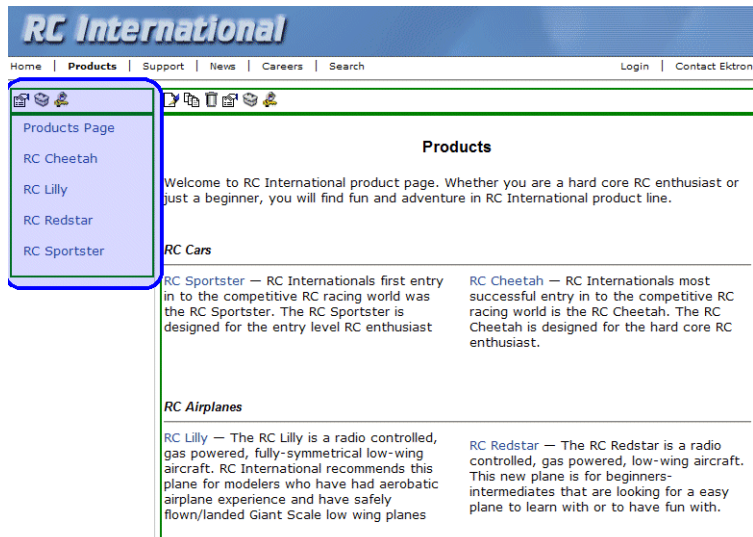 RC International
Home | Products | Support | News | Careers | Search Login | Contact Ektron
Products Page
RC Cheetah
RC Lilly
RC Redstar
RC Sportster
Products
Welcome to RC International product page. Whether you are a hard core RC enthusiast or
just a beginner, you will find fun and adventure in RC International product line.
RC Cars
RC Sportster — RC Internationals first entry
in to the competitive RC racing world was
the RC Sportster. The RC Sportster is
designed for the entry level RC enthusiast
RC Cheetah — RC Internationals most
successful entry in to the competitive RC
racing world is the RC Cheetah. The RC
Cheetah is designed for the hard core RC
enthusiast.
RC Airplanes
RC Lilly — The RC Lilly is a radio controlled,
gas powered, fully-symmetrical low-wing
aircraft. RC International recommends this
plane for modelers who have had aerobatic
airplane experience and have safely
flown/landed Giant Scale low wing planes
RC Redstar — The RC Redstar is a radio
controlled, gas powered, low-wing aircraft.
This new plane is for beginners-
intermediates that are looking for a easy
plane to learn with or to have fun with.